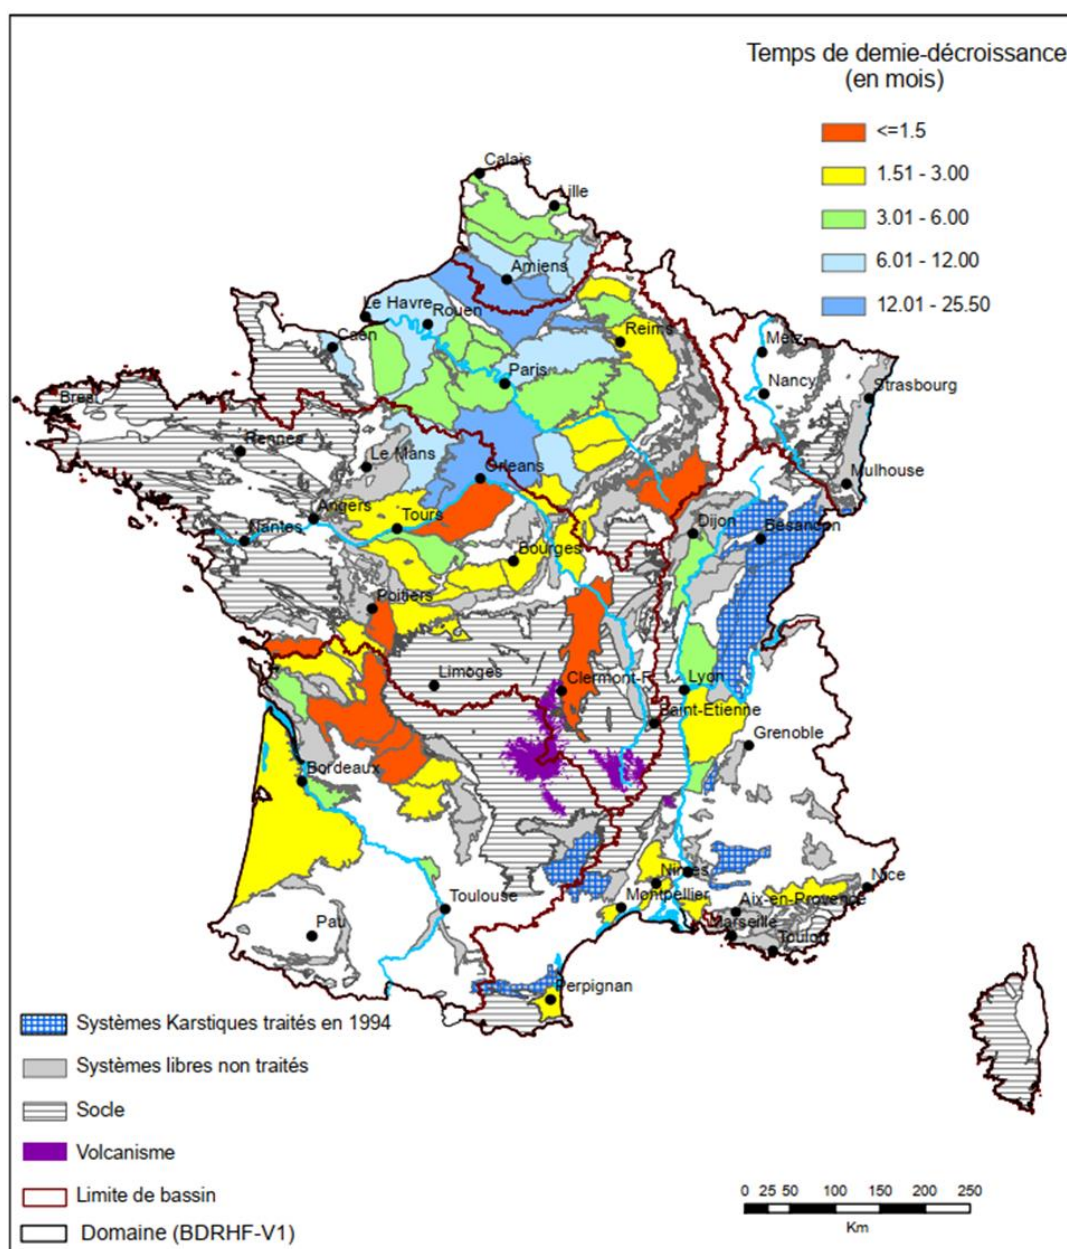 Temps de demie-décroissance
(en mois)
<=1.5
1.51 - 3.00
3.01 - 6.00
6.01 - 12.00
12.01 - 25.50
Calais
Lille
Amiens
Le Havre
Rouen
Caen
Reims
Metz
Paris
Nancy
Strasbourg
Brest
Rennes
Le Mans
Orleans
Mulhouse
Angers
Tours
Dijon
Besançon
Nantes
Bourges
Poitiers
Limoges
Clermont-F
Lyon
Saint-Etienne
Grenoble
Bordeaux
Nimes
Nice
Toulouse
Montpellier
Aix-en-Provence
Pau
Marseille
Toulon
Perpignan
Systèmes Karstiques traités en 1994
Systèmes libres non traités
Socle
Volcanisme
Limite de bassin
Domaine (BDRHF-V1)
0 25 50 100 150 200 250
Km